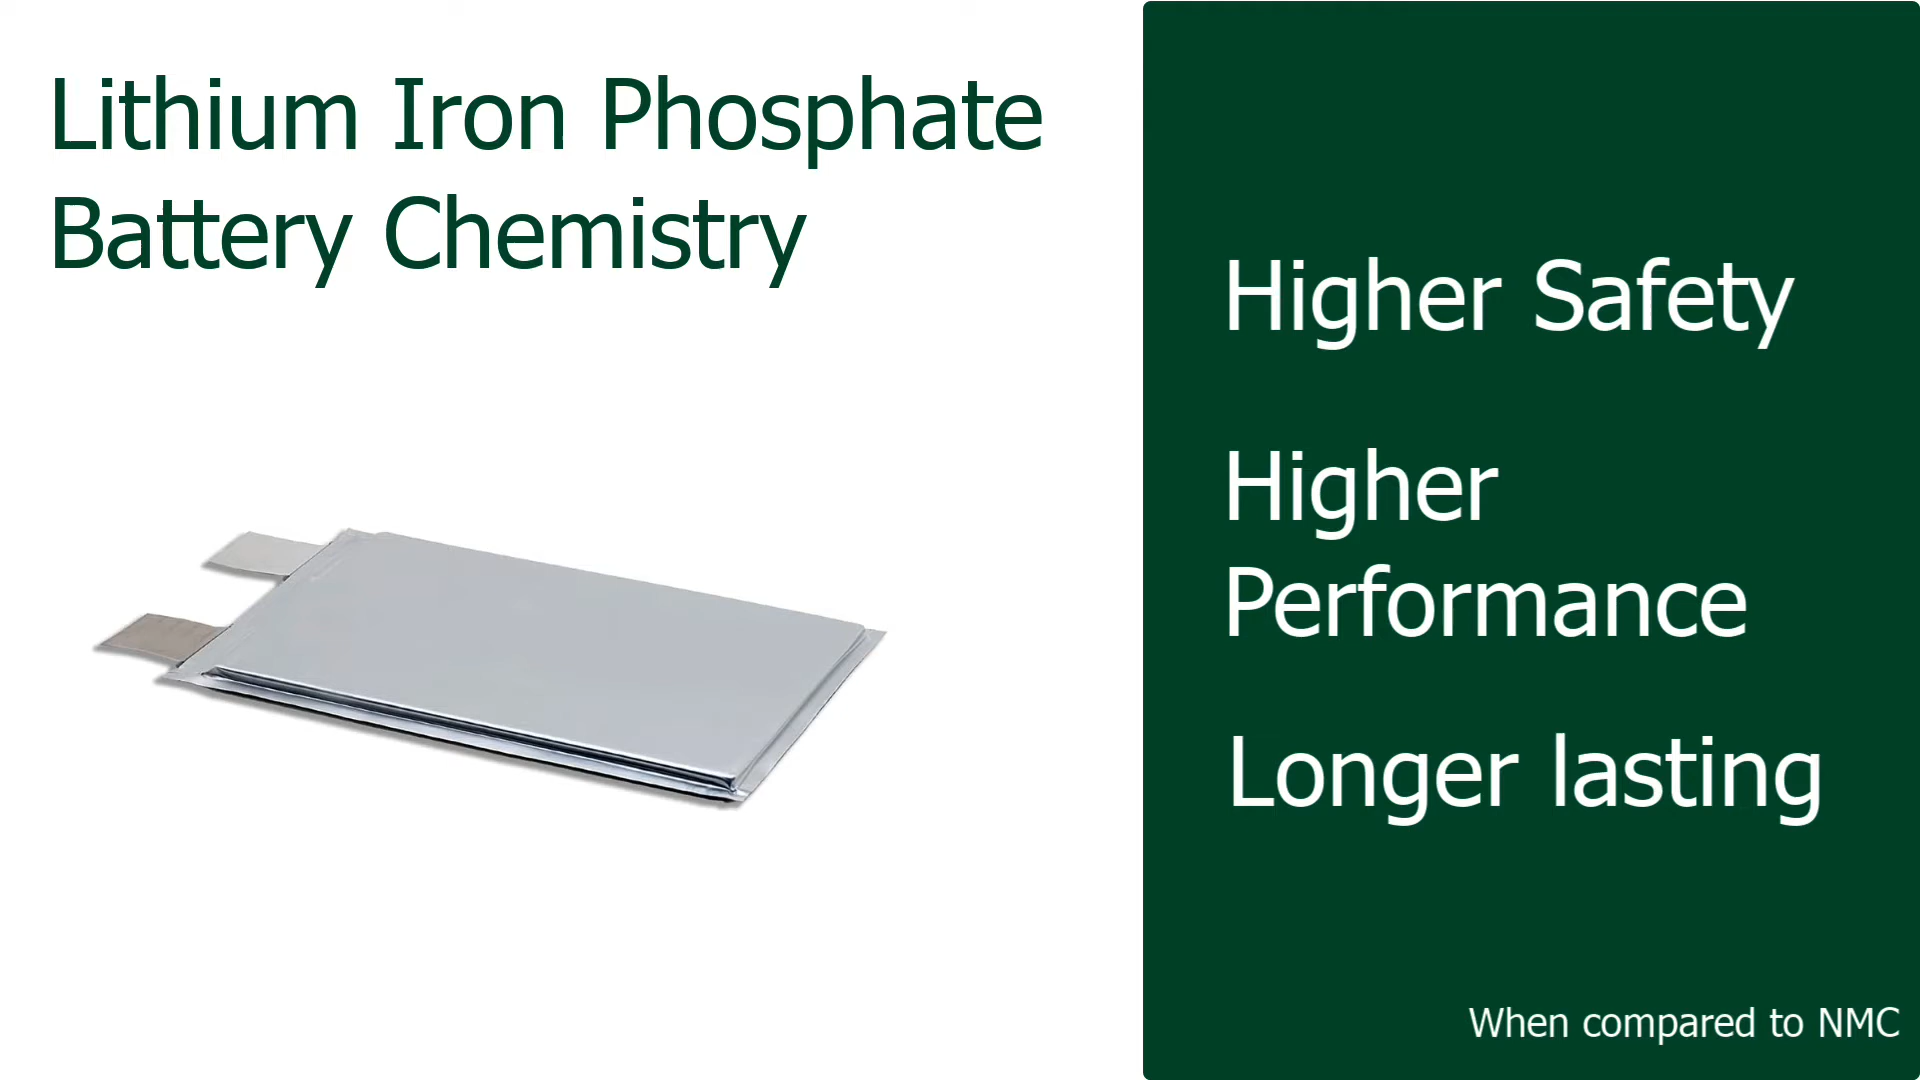 Lithium Iron Phosphate
Battery Chemistry
Higher Safety
Higher
Performance
Longer lasting
When compared to NMC